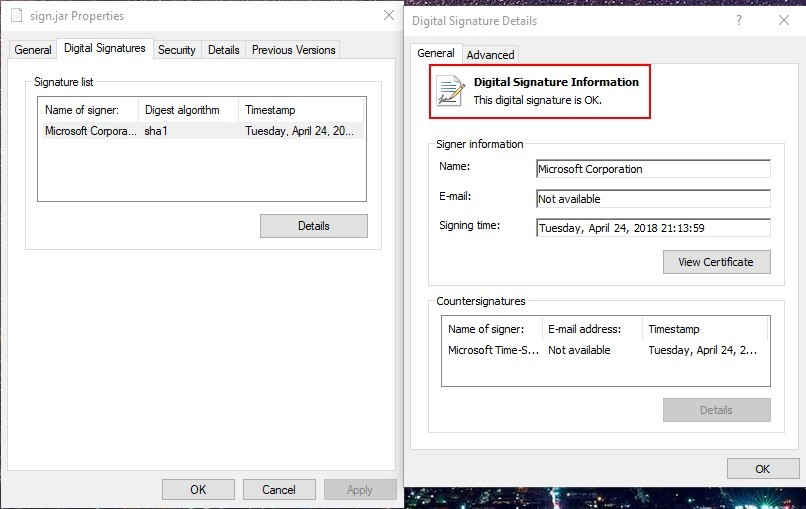 sign.jar Properties
General
Digital Signatures
Security
Details
Previous Versions
Signature list
Name of signer:
Digest algorithm
Timestamp
Microsoft Corpora...
sha1
Tuesday, April 24, 20...
Details
OK
Cancel
Apply
Digital Signature Details
?
General
Advanced
Digital Signature Information
This digital signature is OK.
Signer information
Name:
Microsoft Corporation
E-mail:
Not available
Signing time:
Tuesday, April 24, 2018 21:13:59
View Certificate
Countersignatures
Name of signer:
E-mail address:
Timestamp
Microsoft Time-S...
Not available
Tuesday, April 24, 2...
Details
OK